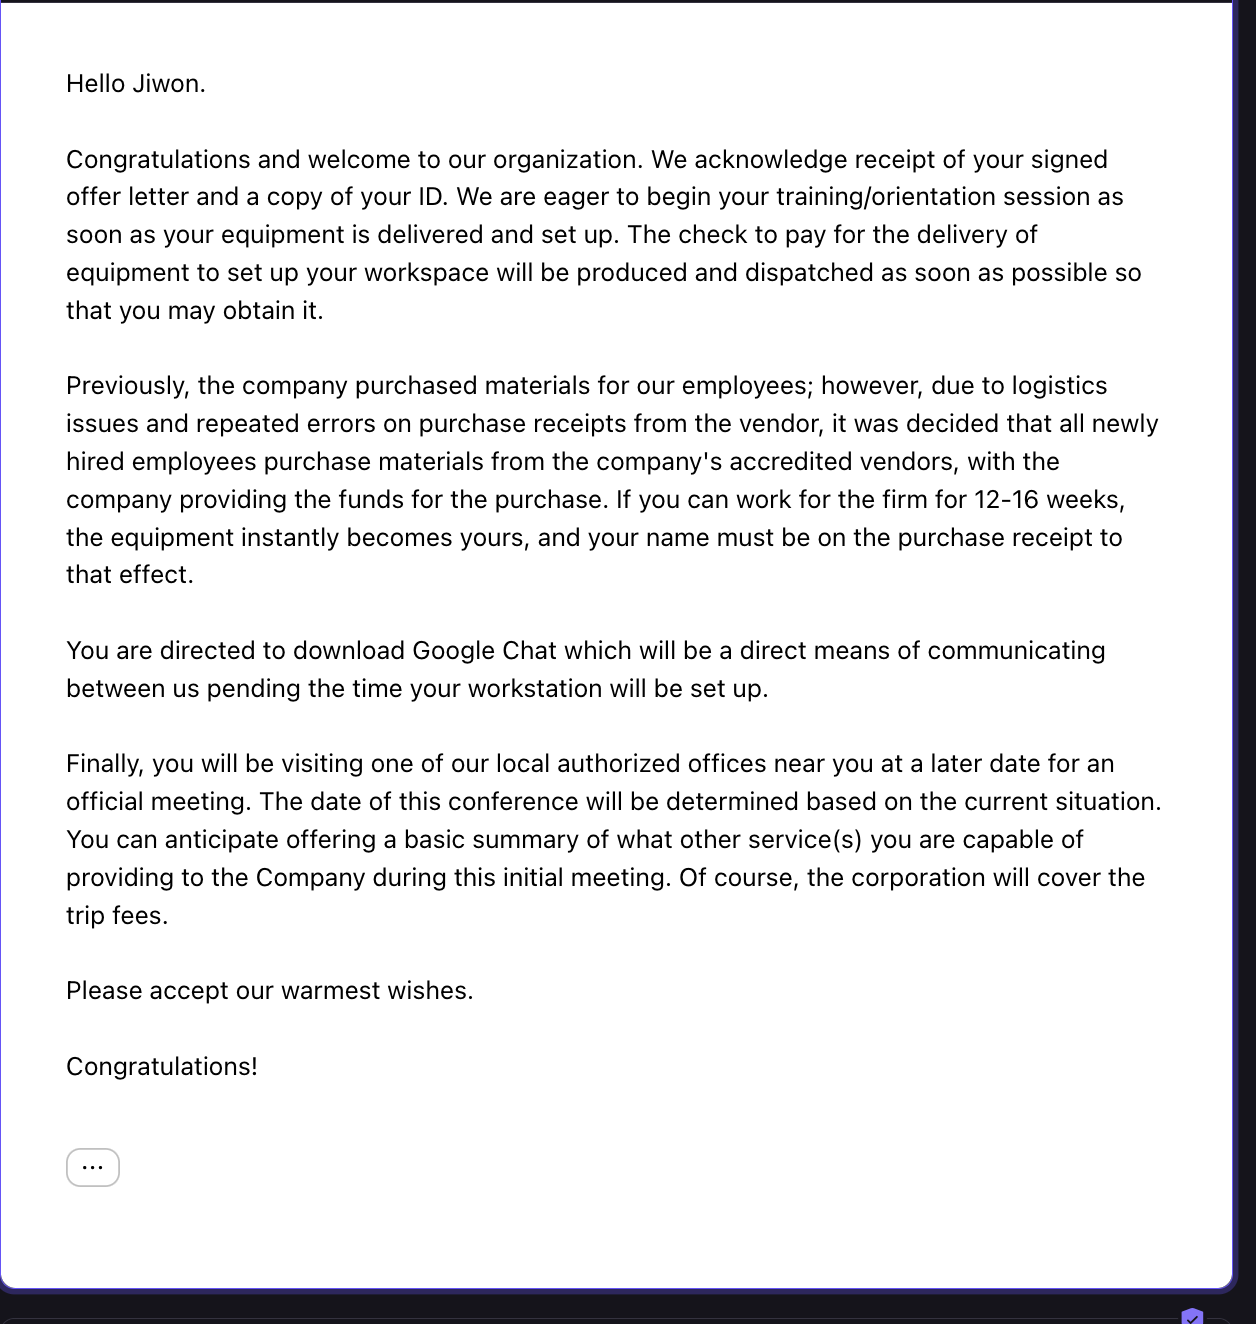 Hello Jiwon.
Congratulations and welcome to our organization. We acknowledge receipt of your signed
offer letter and a copy of your ID. We are eager to begin your training/orientation session as
soon as your equipment is delivered and set up. The check to pay for the delivery of
equipment to set up your workspace will be produced and dispatched as soon as possible so
that you may obtain it.
Previously, the company purchased materials for our employees; however, due to logistics
issues and repeated errors on purchase receipts from the vendor, it was decided that all newly
hired employees purchase materials from the company's accredited vendors, with the
company providing the funds for the purchase. If you can work for the firm for 12-16 weeks,
the equipment instantly becomes yours, and your name must be on the purchase receipt to
that effect.
You are directed to download Google Chat which will be a direct means of communicating
between us pending the time your workstation will be set up.
Finally, you will be visiting one of our local authorized offices near you at a later date for an
official meeting. The date of this conference will be determined based on the current situation.
You can anticipate offering a basic summary of what other service(s) you are capable of
providing to the Company during this initial meeting. Of course, the corporation will cover the
trip fees.
Please accept our warmest wishes.
Congratulations!
...